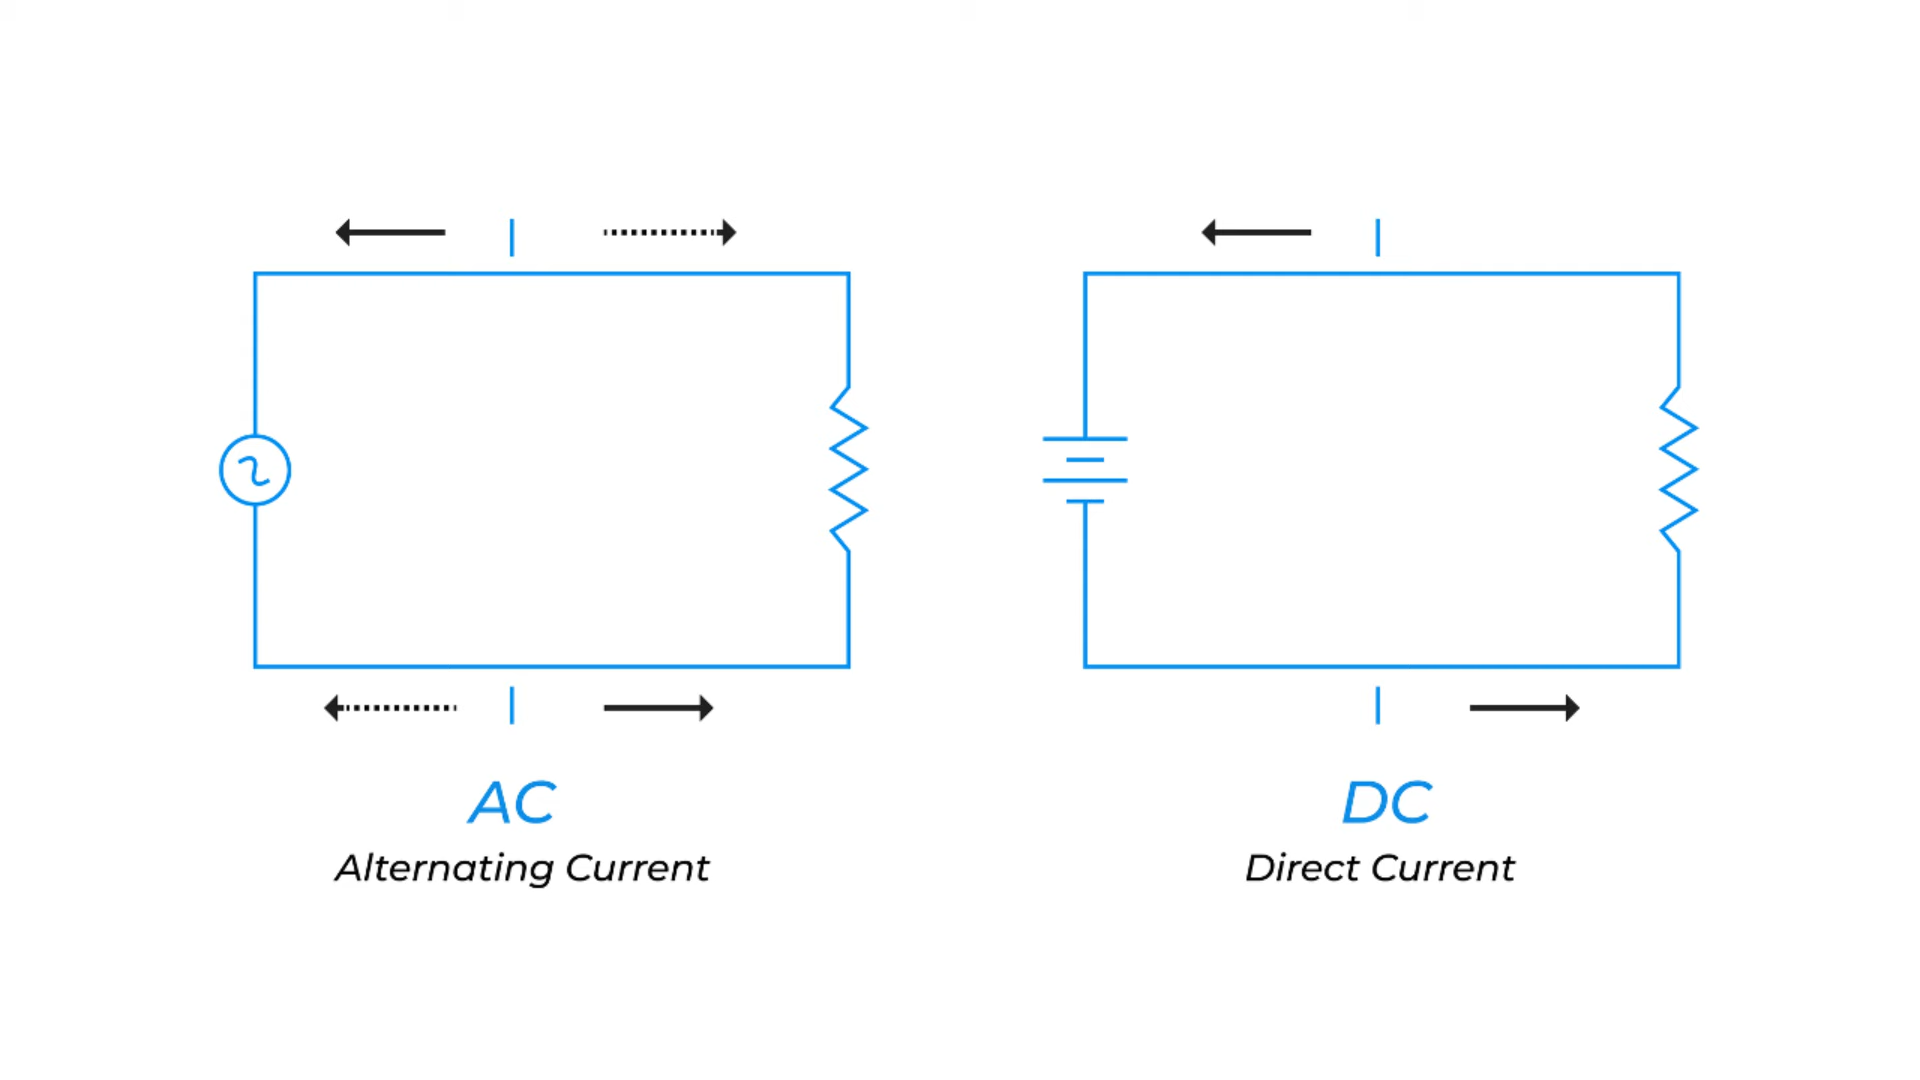 I
I
AC
Alternating Current
I
I
DC
Direct Current